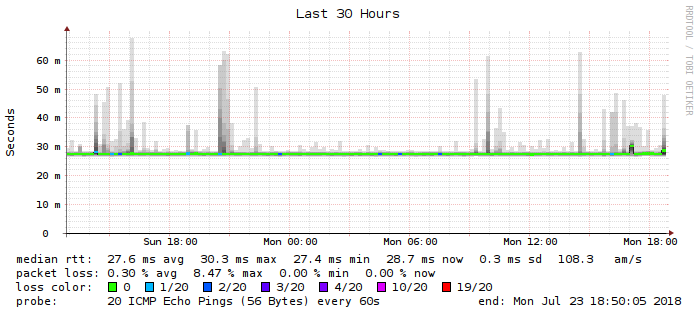 Last 30 Hours
RRDTOOL / TOBI OETIKER
Seconds
60 m
50 m
40 m
30 m
20 m
10 m
0
Sun 18:00 Mon 00:00 Mon 06:00 Mon 12:00 Mon 18:00
median rtt: 27.6 ms avg 30.3 ms max 27.4 ms min 28.7 ms now 0.3 ms sd 108.3 am/s
packet loss: 0.30 % avg 8.47 % max 0.00 % min 0.00 % now
loss color: 0 1/20 2/20 3/20 4/20 10/20 19/20
probe: 20 ICMP Echo Pings (56 Bytes) every 60s end: Mon Jul 23 18:50:05 2018